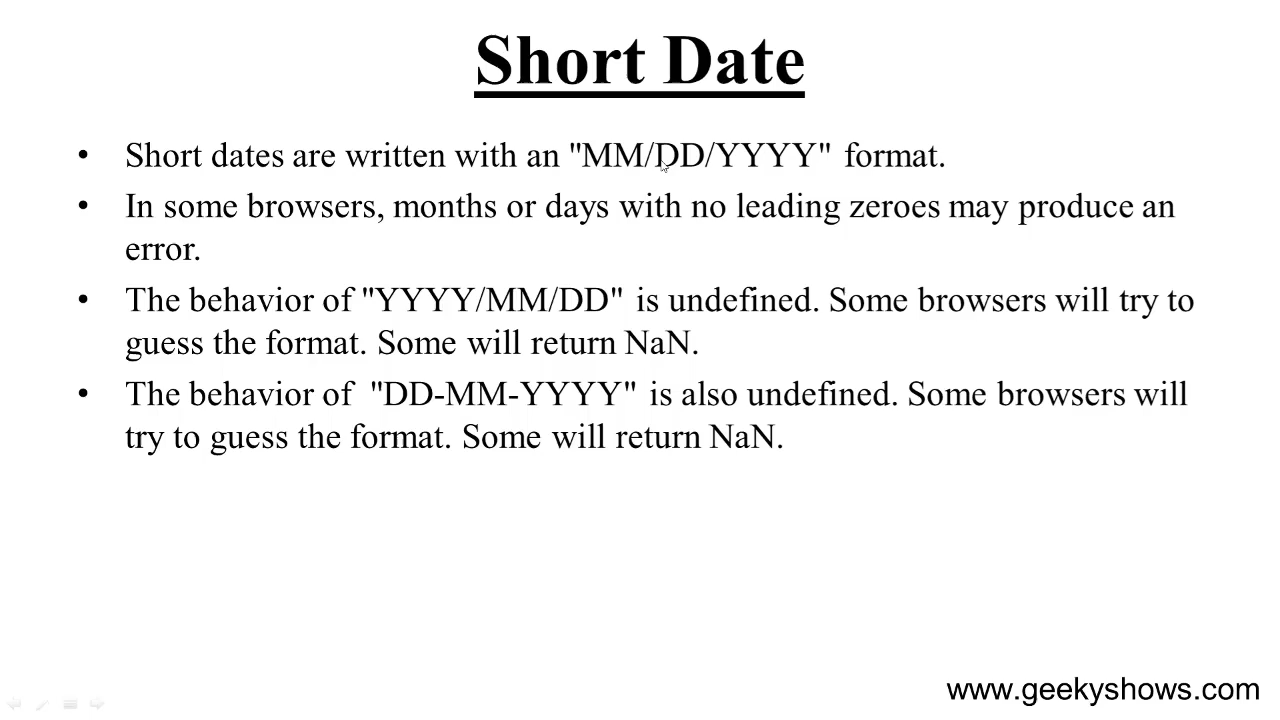 Short Date
• Short dates are written with an "MM/DD/YYYY" format.
• In some browsers, months or days with no leading zeroes may produce an
error.
• The behavior of "YYYY/MM/DD" is undefined. Some browsers will try to
guess the format. Some will return NaN.
• The behavior of  "DD-MM-YYYY" is also undefined. Some browsers will
try to guess the format. Some will return NaN.
www.geekyshows.com